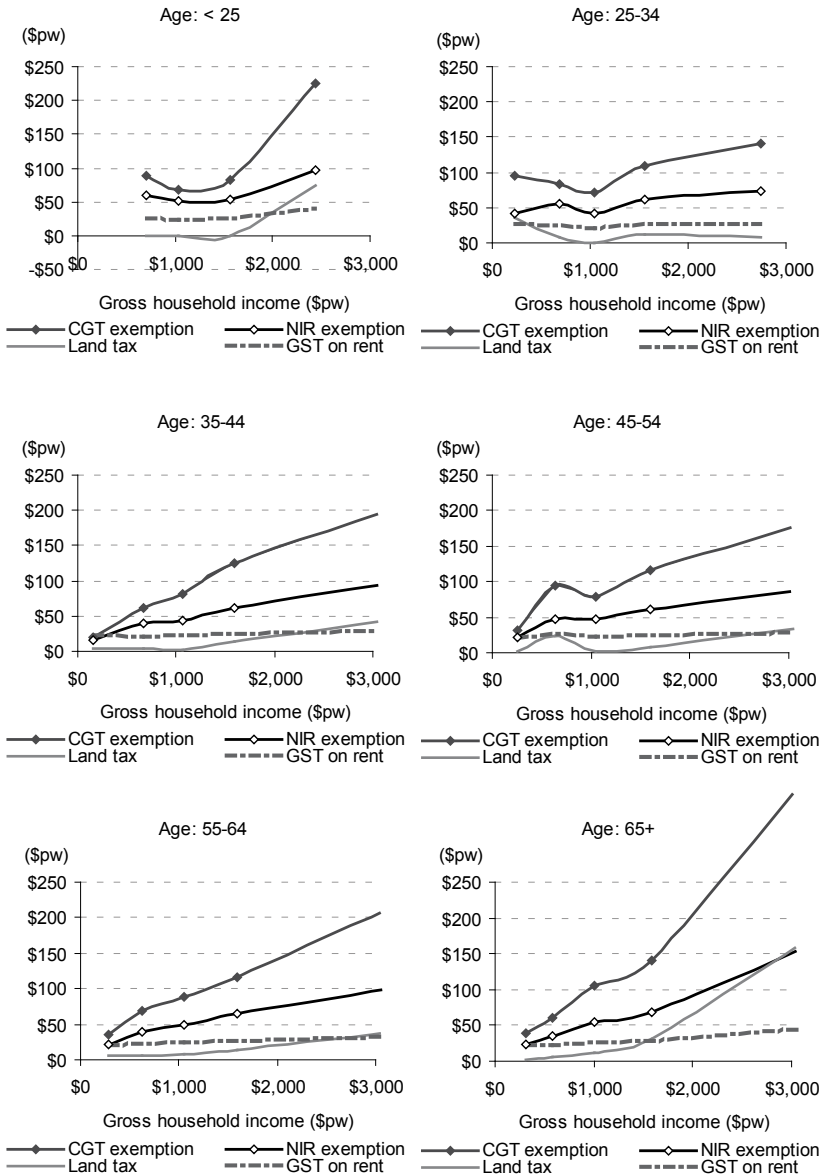 Age: < 25
($pw)
$250
$200
$150
$100
$50
$0
-$50
$0 $1,000 $2,000 $3,000
Gross household income ($pw)
CGT exemption NIR exemption
Land tax GST on rent
Age: 25-34
($pw)
$250
$200
$150
$100
$50
$0
$0 $1,000 $2,000 $3,000
Gross household income ($pw)
CGT exemption NIR exemption
Land tax GST on rent
Age: 35-44
($pw)
$250
$200
$150
$100
$50
$0
$0 $1,000 $2,000 $3,000
Gross household income ($pw)
CGT exemption NIR exemption
Land tax GST on rent
Age: 45-54
($pw)
$250
$200
$150
$100
$50
$0
$0 $1,000 $2,000 $3,000
Gross household income ($pw)
CGT exemption NIR exemption
Land tax GST on rent
Age: 55-64
($pw)
$250
$200
$150
$100
$50
$0
$0 $1,000 $2,000 $3,000
Gross household income ($pw)
CGT exemption NIR exemption
Land tax GST on rent
Age: 65+
($pw)
$250
$200
$150
$100
$50
$0
$0 $1,000 $2,000 $3,000
Gross household income ($pw)
CGT exemption NIR exemption
Land tax GST on rent